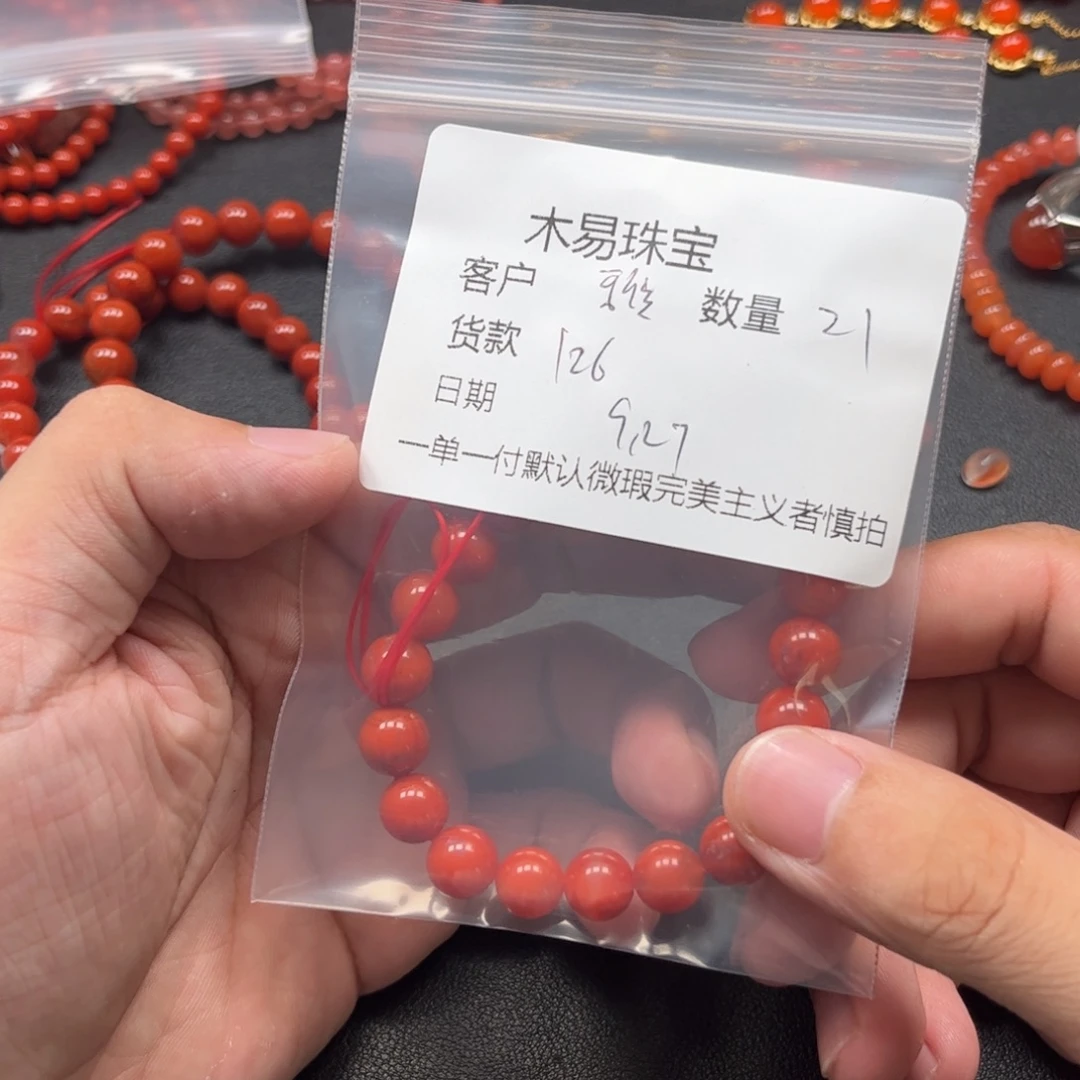 木易珠宝
客户 数量 21
货款 126
日期 9.27
一单一付默认微瑕完美主义者慎拍